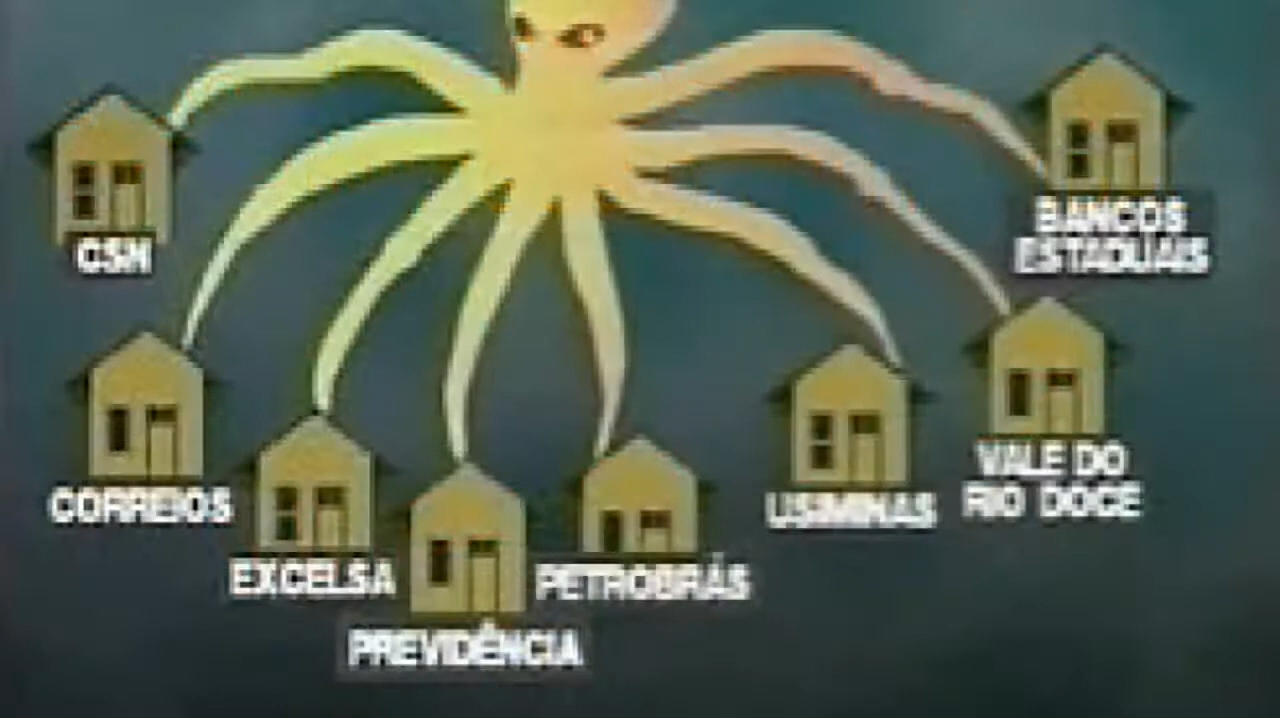 BANCOS
ESTADUAIS
CSN
VALE DO
RIO DOCE
CORREIOS
USIMINAS
EXCELSA
PETROBRÁS
PREVIDÊNCIA